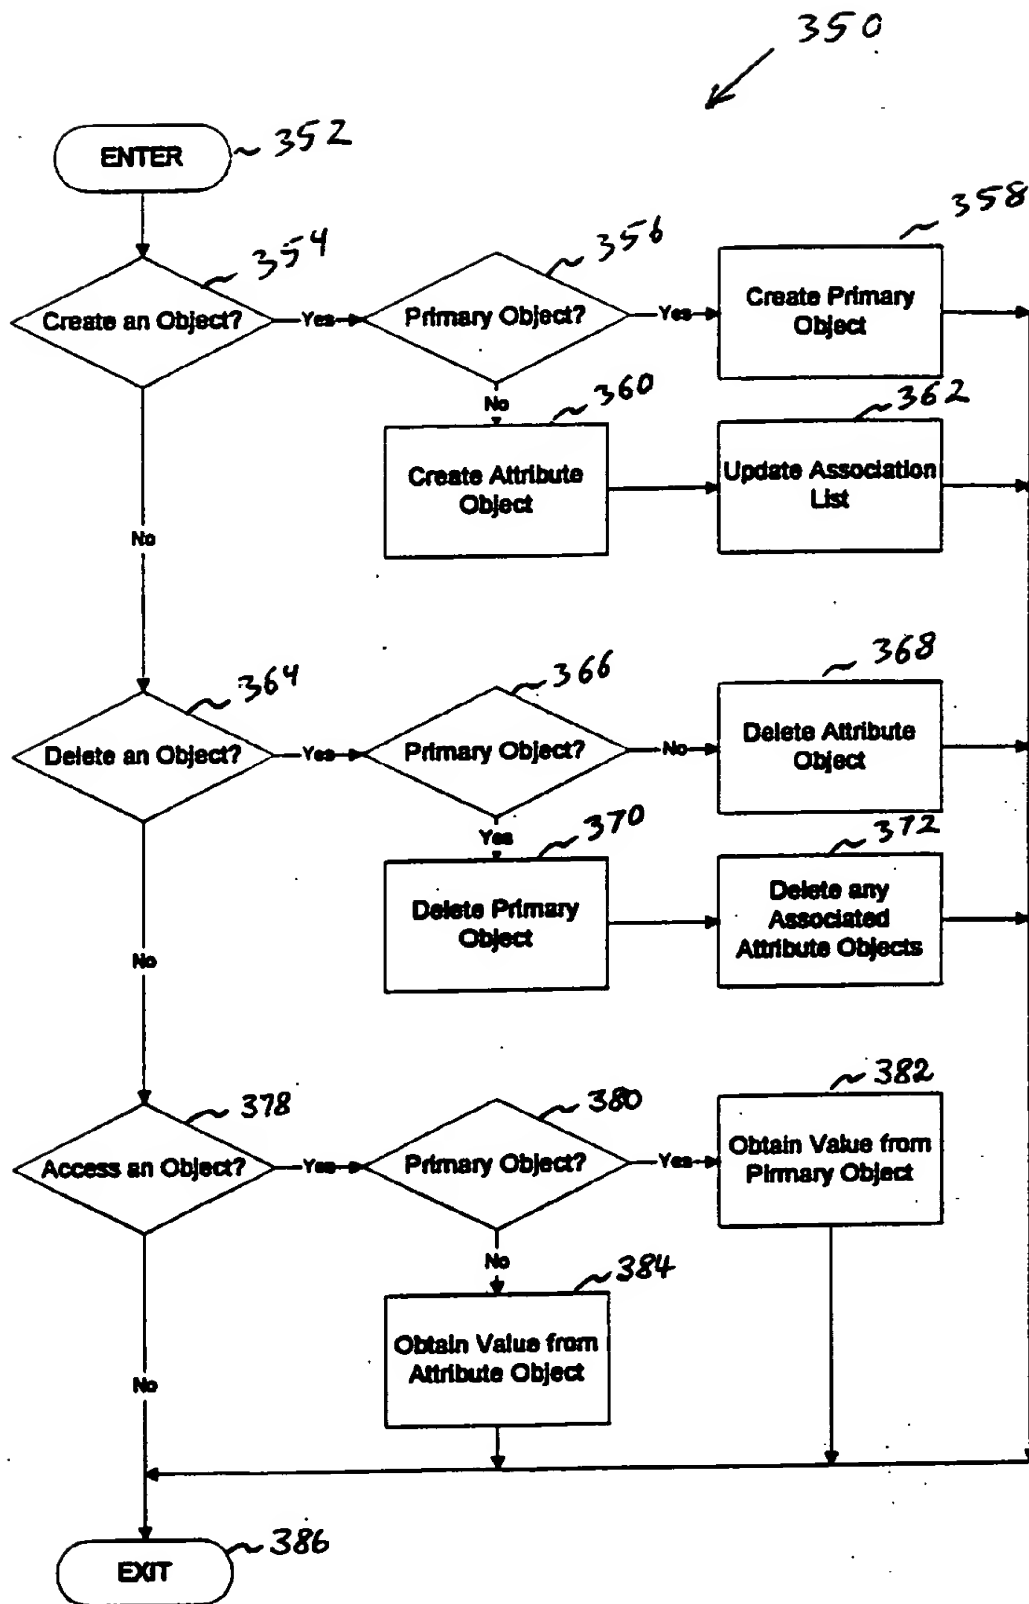 350
ENTER
352
354
356
358
Create an Object?
Yes
Primary Object?
Yes
Create Primary
Object
No
360
362
Create Attribute
Object
Update Association
List
No
364
366
368
Delete an Object?
Yes
Primary Object?
No
Delete Attribute
Object
Yes
370
372
Delete Primary
Object
Delete any
Associated
Attribute Objects
No
378
380
382
Access an Object?
Yes
Primary Object?
Yes
Obtain Value from
Pirmary Object
No
384
Obtain Value from
Attribute Object
No
386
EXIT